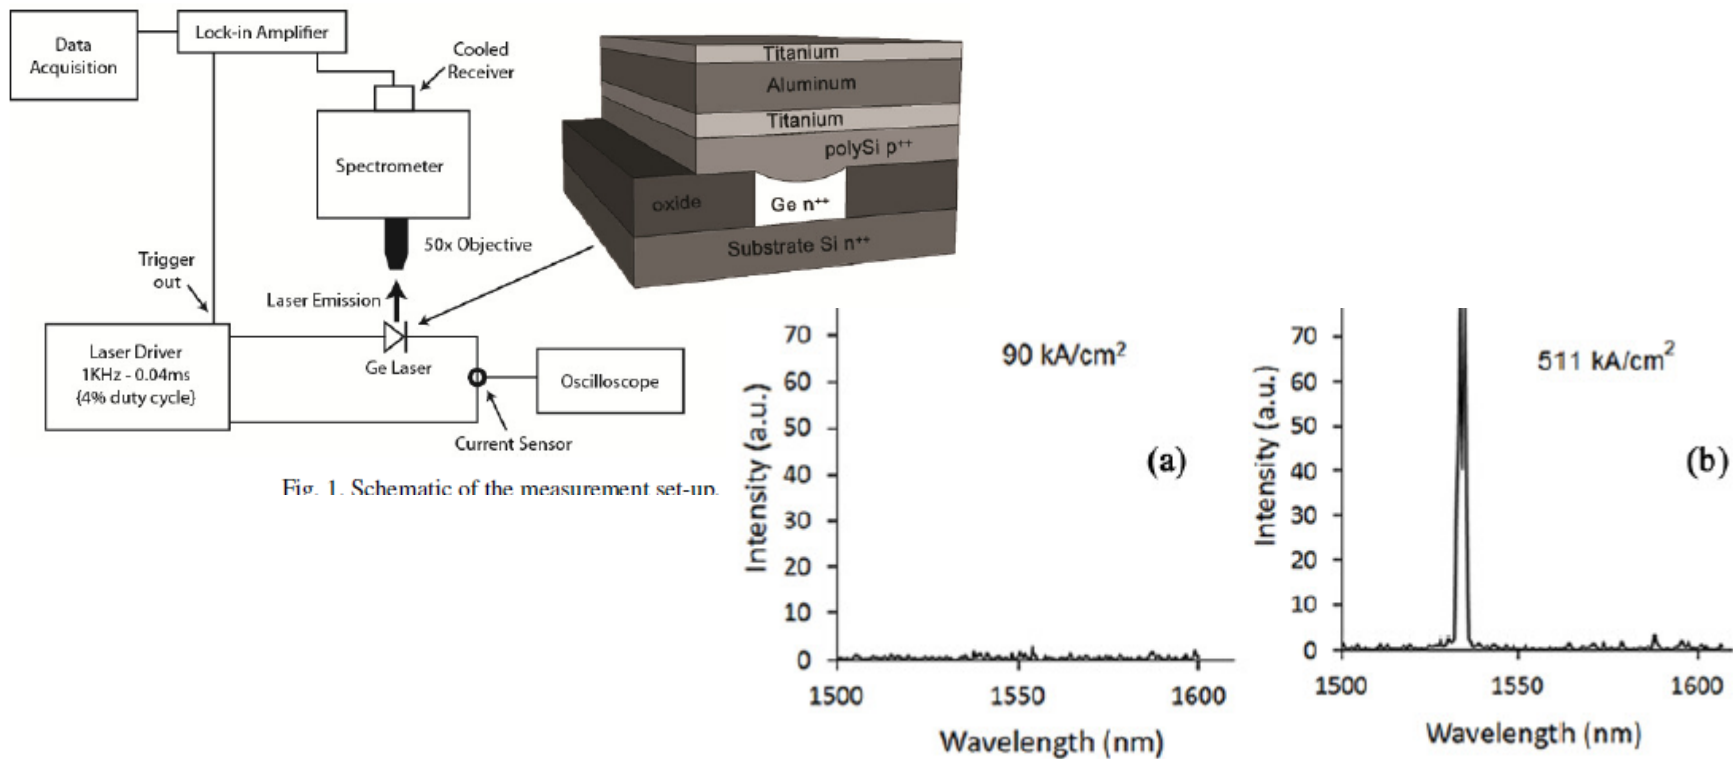 Data
Acquisition
Lock-in Amplifier
Cooled
Receiver
Spectrometer
50x Objective
Trigger
out
Laser Emission
Laser Driver
1KHz - 0.04ms
{4% duty cycle}
Ge Laser
Oscilloscope
Current Sensor
Fig. 1. Schematic of the measurement set-up.
Titanium
Aluminum
Titanium
polySi p++
oxide
Ge n++
Substrate Si n++
70
60
50
40
30
20
10
0
Intensity (a.u.)
90 kA/cm2
(a)
1500
1550
1600
Wavelength (nm)
70
60
50
40
30
20
10
0
Intensity (a.u.)
511 kA/cm2
(b)
1500
1550
1600
Wavelength (nm)